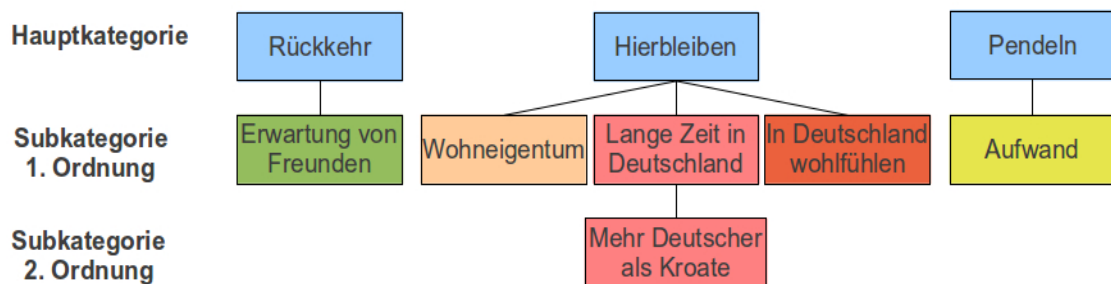 Hauptkategorie
Rückkehr
Hierbleiben
Pendeln
Subkategorie
1. Ordnung
Erwartung von
Freunden
Wohneigentum
Lange Zeit in
Deutschland
In Deutschland
wohlfühlen
Aufwand
Subkategorie
2. Ordnung
Mehr Deutscher
als Kroate